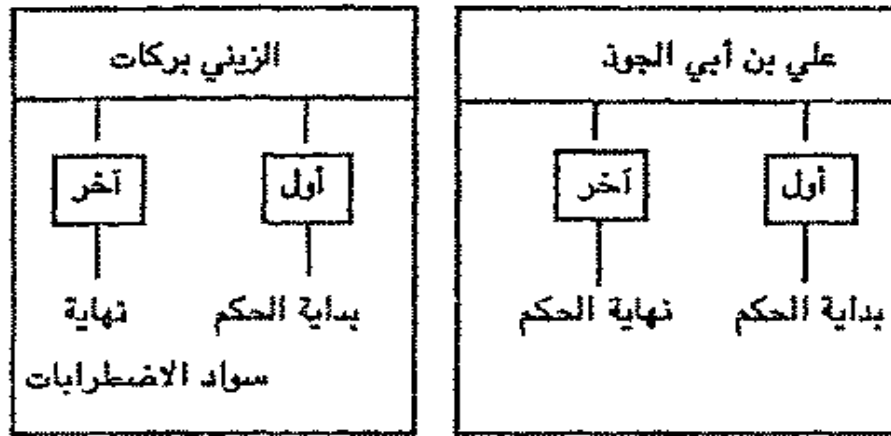 علي بن أبي الجود
أول
آخر
بداية الحكم
نهاية الحكم
الزيني بركات
أول
آخر
بداية الحكم
نهاية
سواد الاضطرابات